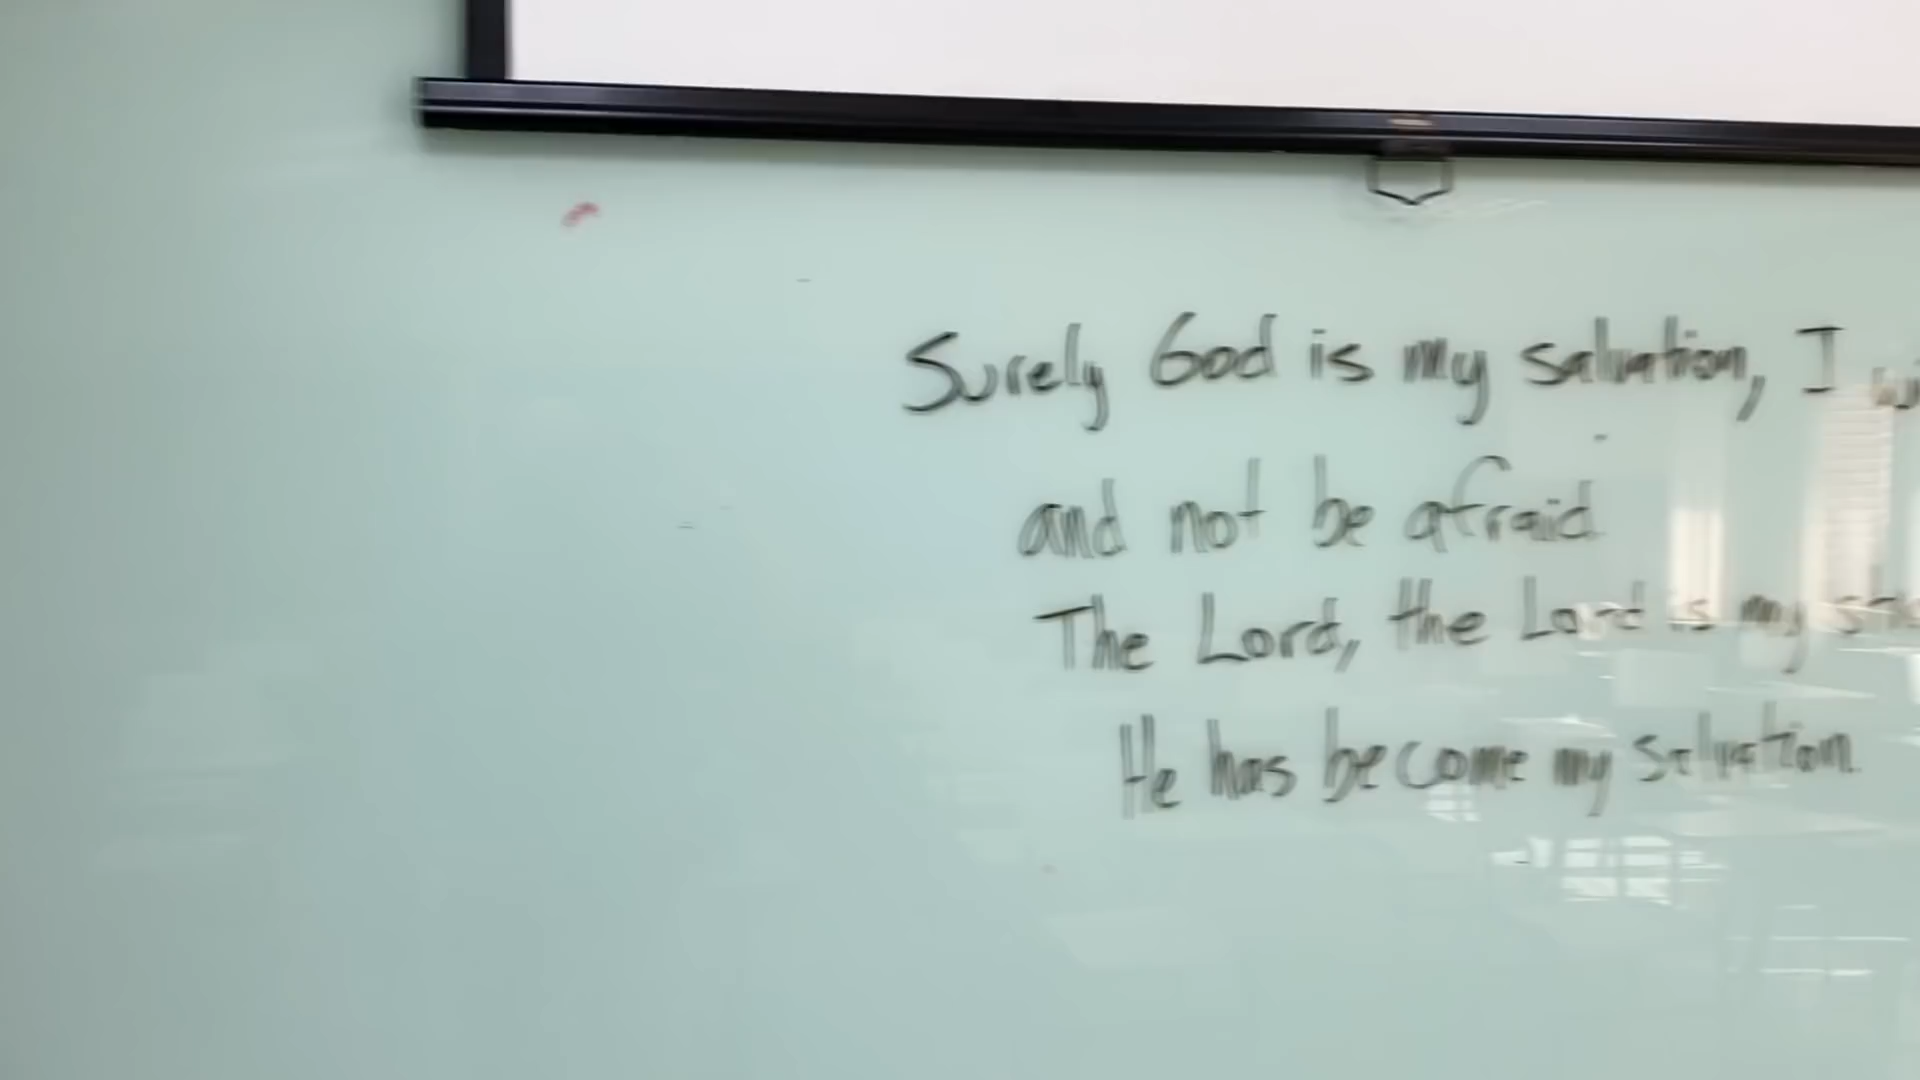 Surely God is my salvation, I
and not be afraid.
The Lord, the Lord is my
He has become my salvation.